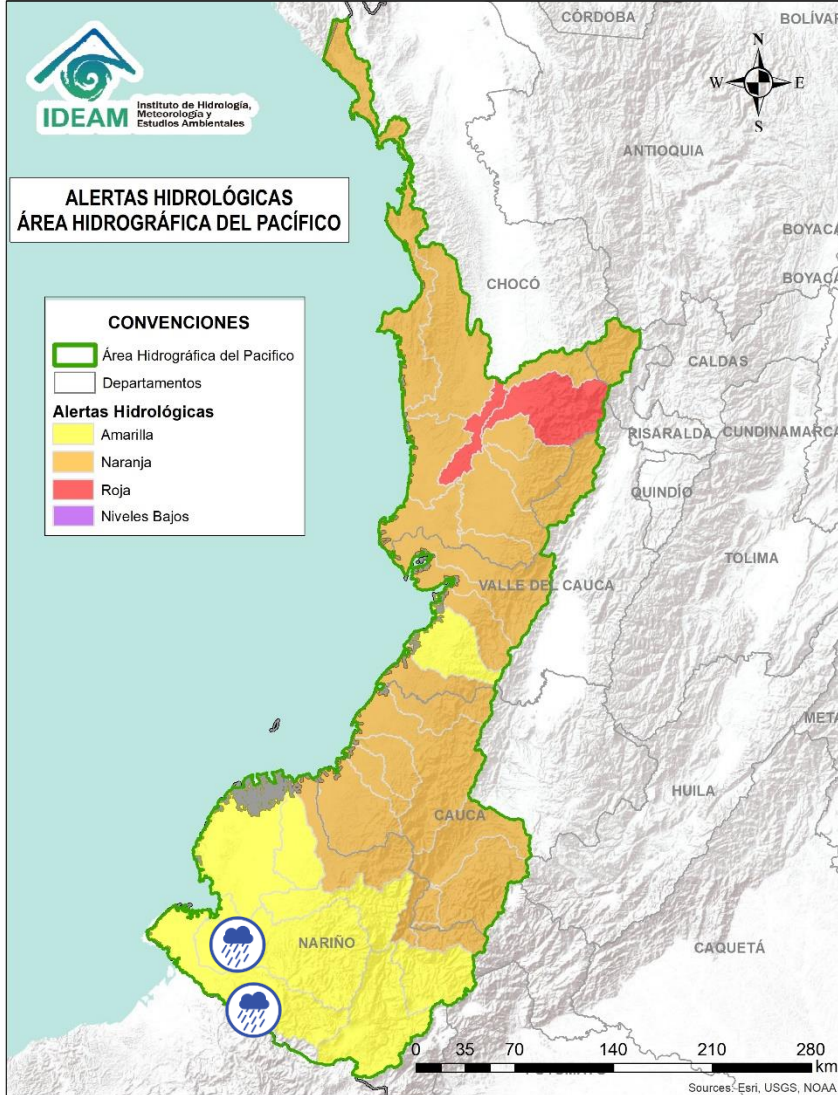 CÓRDOBA
BOLÍVAR
N
W E
S
IDEAM
Instituto de Hidrología,
Meteorología y
Estudios Ambientales
ANTIOQUIA
ALERTAS HIDROLÓGICAS
ÁREA HIDROGRÁFICA DEL PACÍFICO
BOYACÁ
BOYACÁ
CHOCÓ
CONVENCIONES
Área Hidrográfica del Pacifico
Departamentos
Alertas Hidrológicas
Amarilla
Naranja
Roja
Niveles Bajos
CALDAS
RISARALDA
CUNDINAMARCA
QUINDÍO
TOLIMA
VALLE DEL CAUCA
META
HUILA
CAUCA
NARIÑO
CAQUETÁ
0 35 70 140 210 280
km
Sources: Esri, USGS, NOAA